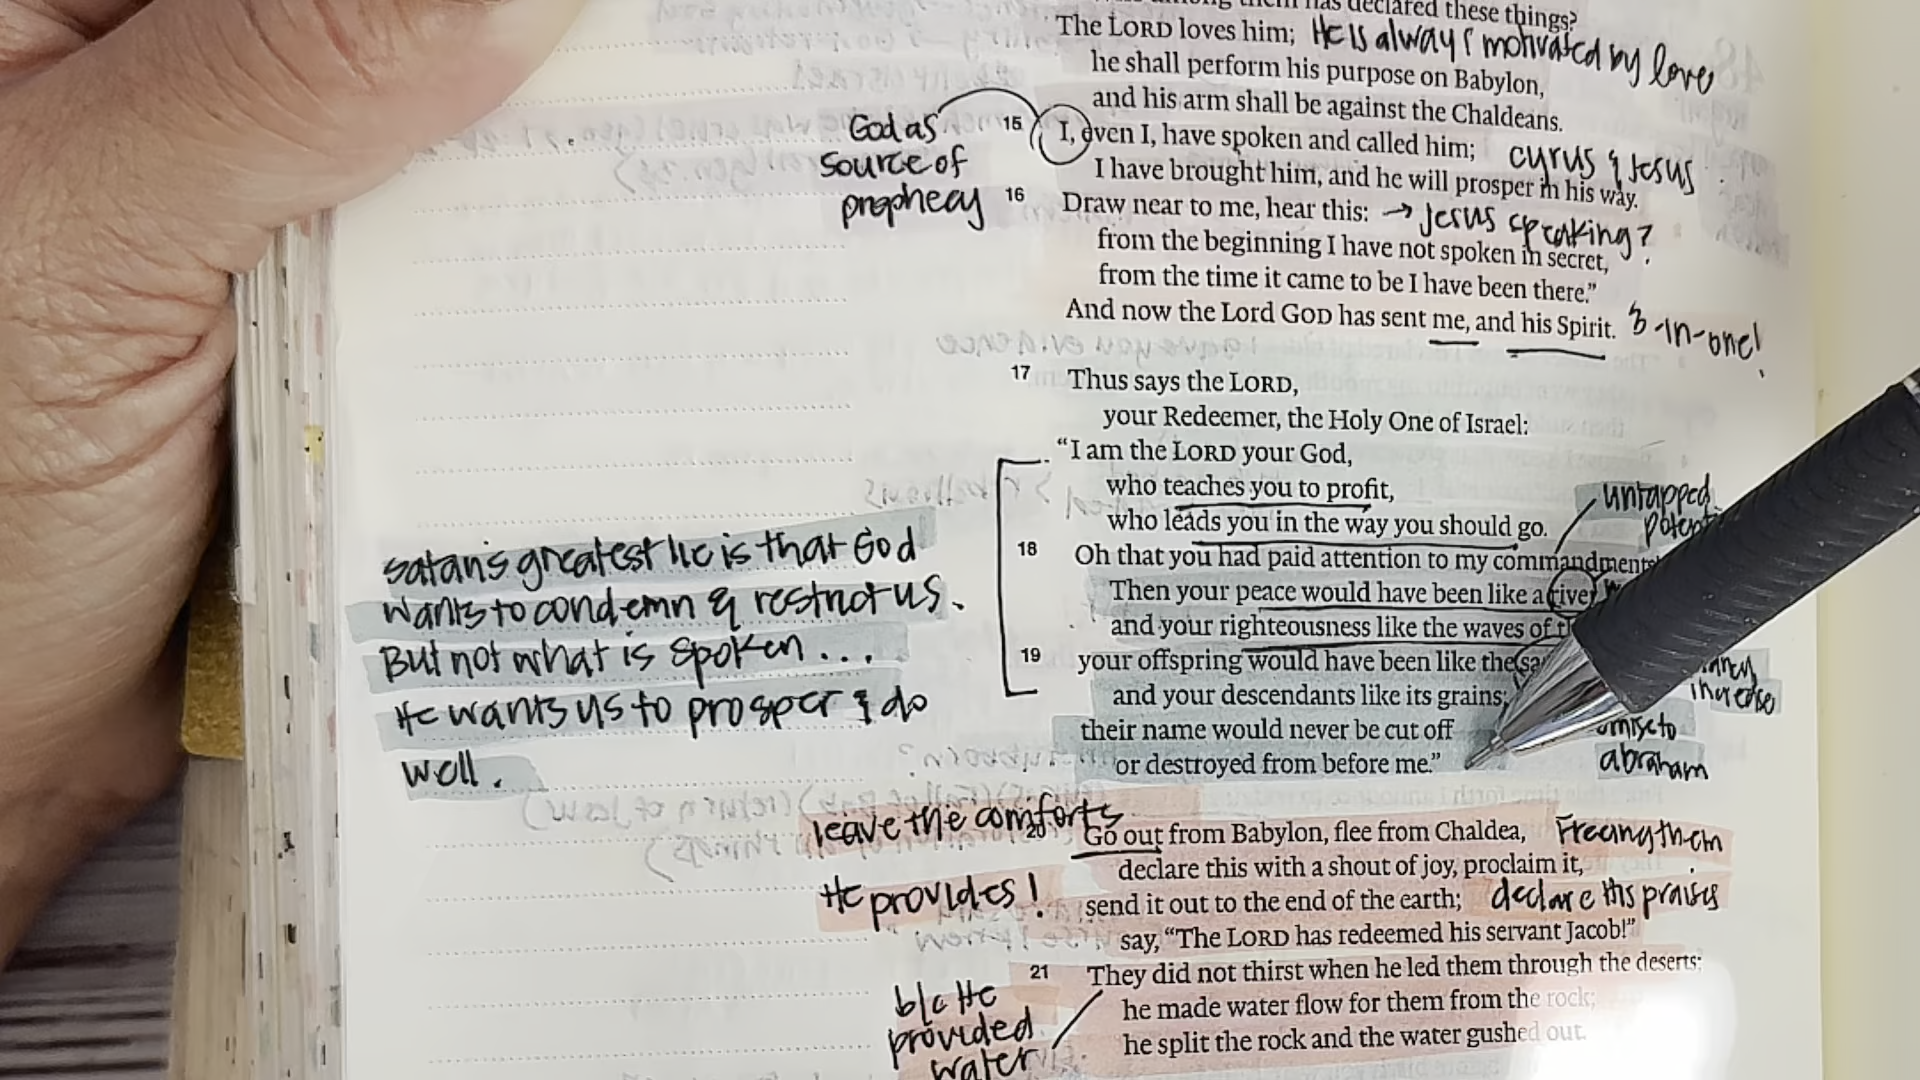 has declared these things?
The LORD loves him; He is always motivated by love
he shall perform his purpose on Babylon,
and his arm shall be against the Chaldeans.
God as
source of
prophecy
15 I, even I, have spoken and called him; cyrus & Jesus
I have brought him, and he will prosper in his way.
16 Draw near to me, hear this: → Jesus speaking?
from the beginning I have not spoken in secret,
from the time it came to be I have been there.”
And now the Lord GOD has sent me, and his Spirit. 3-in-one!
17 Thus says the LORD,
your Redeemer, the Holy One of Israel:
“I am the LORD your God,
who teaches you to profit,
who leads you in the way you should go.
untapped
18 Oh that you had paid attention to my commandments
Then your peace would have been like a river
and your righteousness like the waves of
19 your offspring would have been like the
and your descendants like its grains;
increase
their name would never be cut off
or destroyed from before me.”
to
abraham
satan's greatest lie is that God
wants to condemn & restrict us.
But not what is spoken...
He wants us to prosper & do
well.
leave the comforts
20 Go out from Babylon, flee from Chaldea, Freeing them
declare this with a shout of joy, proclaim it,
He provides! send it out to the end of the earth; declare His praises
say, “The LORD has redeemed his servant Jacob!”
21 They did not thirst when he led them through the deserts;
he made water flow for them from the rock;
he split the rock and the water gushed out.
b/c He
provided
water